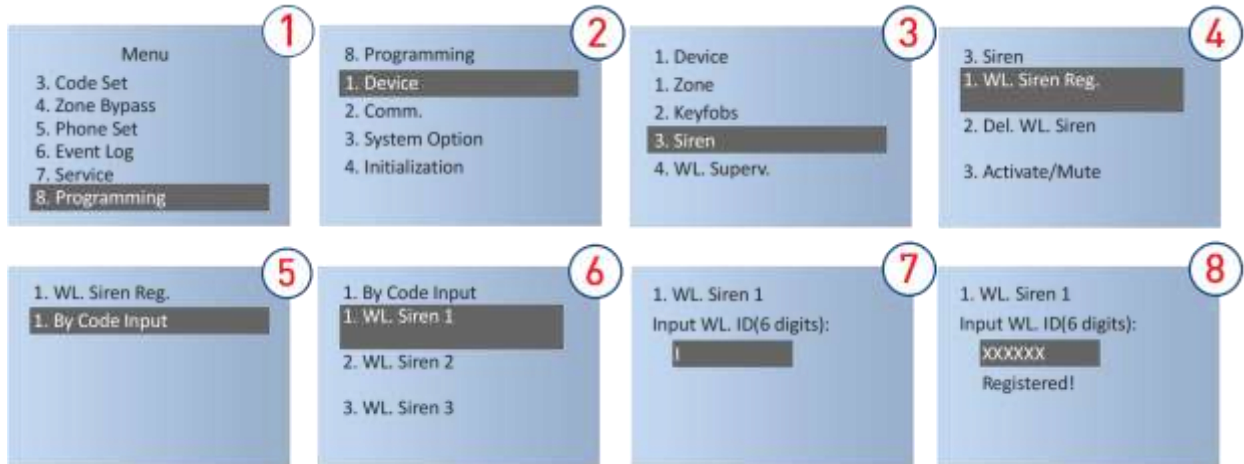 1
Menu
3. Code Set
4. Zone Bypass
5. Phone Set
6. Event Log
7. Service
8. Programming
2
8. Programming
1. Device
2. Comm.
3. System Option
4. Initialization
3
1. Device
1. Zone
2. Keyfobs
3. Siren
4. WL. Superv.
4
3. Siren
1. WL. Siren Reg.
2. Del. WL. Siren
3. Activate/Mute
5
1. WL. Siren Reg.
1. By Code Input
6
1. By Code Input
1. WL. Siren 1
2. WL. Siren 2
3. WL. Siren 3
7
1. WL. Siren 1
Input WL. ID(6 digits):
I
8
1. WL. Siren 1
Input WL. ID(6 digits):
XXXXXX
Registered!